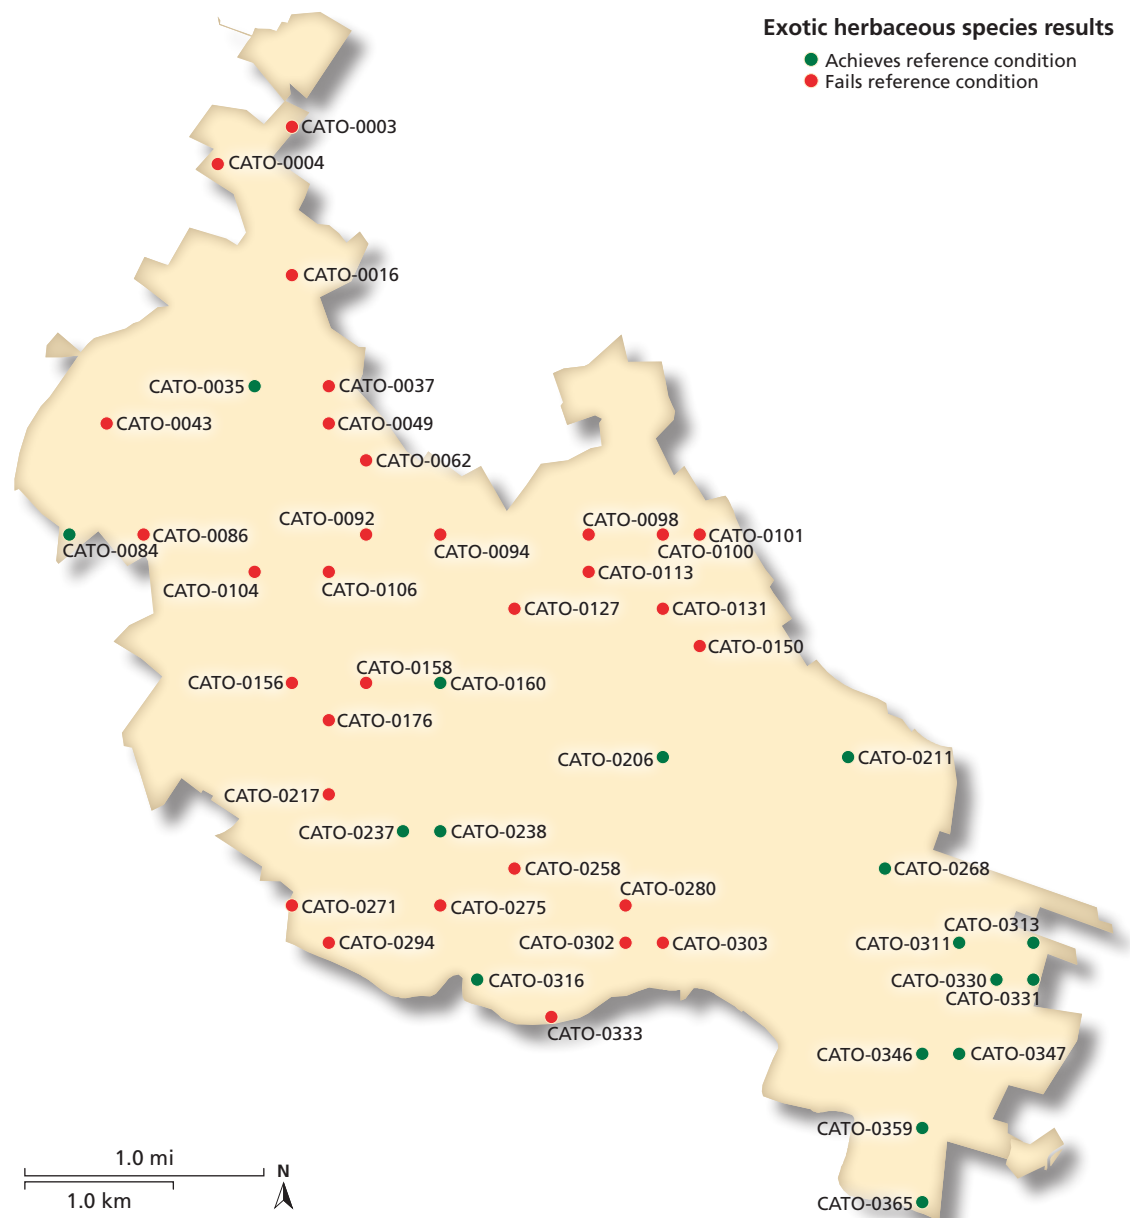 Exotic herbaceous species results
Achieves reference condition
Fails reference condition
CATO-0003
CATO-0004
CATO-0016
CATO-0035
CATO-0037
CATO-0043
CATO-0049
CATO-0062
CATO-0092
CATO-0098
CATO-0086
CATO-0101
CATO-0084
CATO-0094
CATO-0100
CATO-0113
CATO-0104
CATO-0106
CATO-0127
CATO-0131
CATO-0150
CATO-0158
CATO-0156
CATO-0160
CATO-0176
CATO-0206
CATO-0211
CATO-0217
CATO-0237
CATO-0238
CATO-0258
CATO-0268
CATO-0280
CATO-0271
CATO-0275
CATO-0313
CATO-0294
CATO-0302
CATO-0303
CATO-0311
CATO-0316
CATO-0330
CATO-0331
CATO-0333
CATO-0346
CATO-0347
CATO-0359
CATO-0365
1.0 mi
N
1.0 km